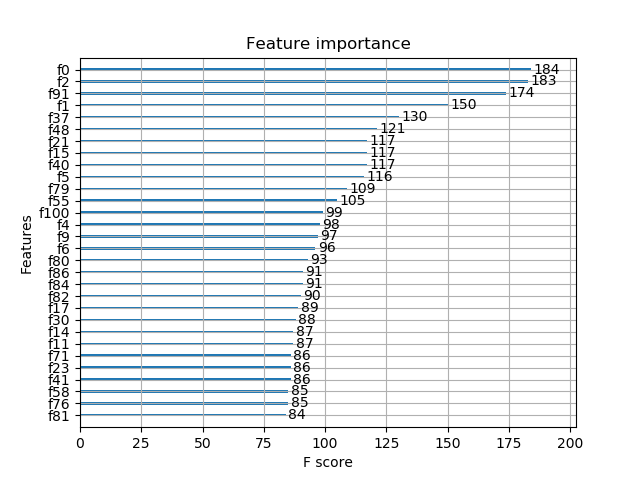 Feature importance
f0 184
f2 183
f91 174
f1 150
f37 130
f48 121
f21 117
f15 117
f40 117
f5 116
f79 109
f55 105
f100 99
f4 98
f9 97
f6 96
f80 93
f86 91
f84 91
f82 90
f17 89
f30 88
f14 87
f11 87
f71 86
f23 86
f41 86
f58 85
f76 85
f81 84
Features
0 25 50 75 100 125 150 175 200
F score